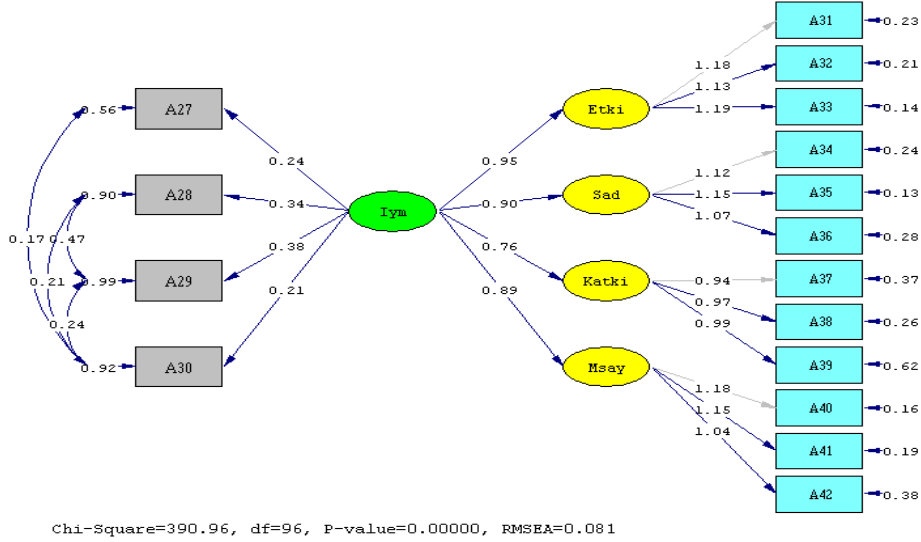 A31
0.23
A32
0.21
A33
0.14
A34
0.24
A35
0.13
A36
0.28
A37
0.37
A38
0.26
A39
0.62
A40
0.16
A41
0.19
A42
0.38
1.18
1.13
1.19
1.12
1.15
1.07
0.94
0.97
0.99
1.18
1.15
1.04
Etki
Sad
Katki
Msay
0.95
0.90
0.76
0.89
Iym
0.24
0.34
0.38
0.21
0.56
A27
0.90
A28
0.99
A29
0.92
A30
0.17
0.47
0.21
0.24
Chi-Square=390.96, df=96, P-value=0.00000, RMSEA=0.081